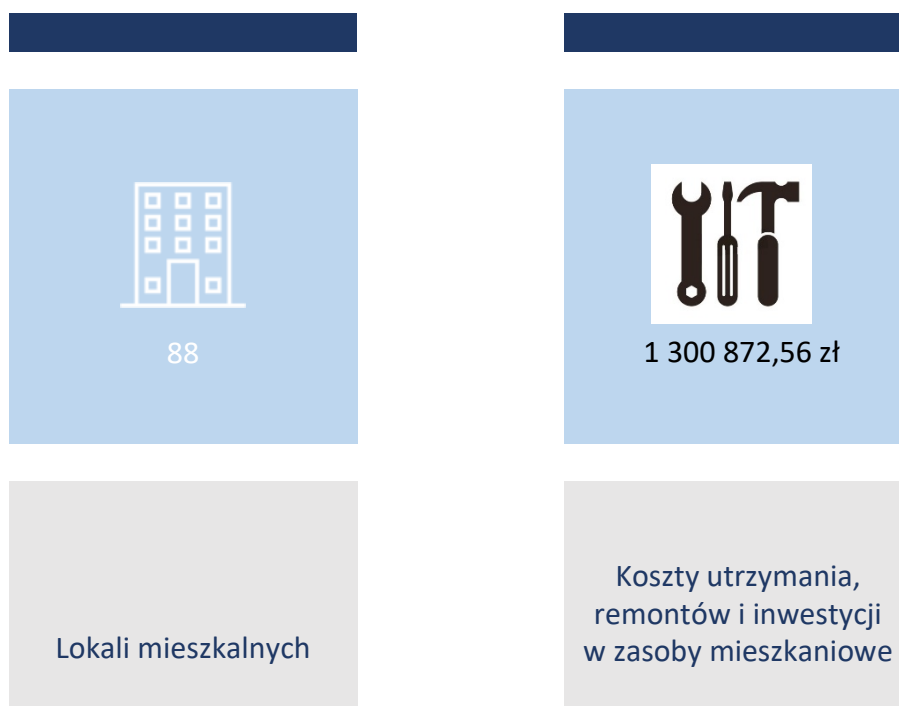 88
Lokali mieszkalnych
1 300 872,56 zł
Koszty utrzymania,
remontów i inwestycji
w zasoby mieszkaniowe